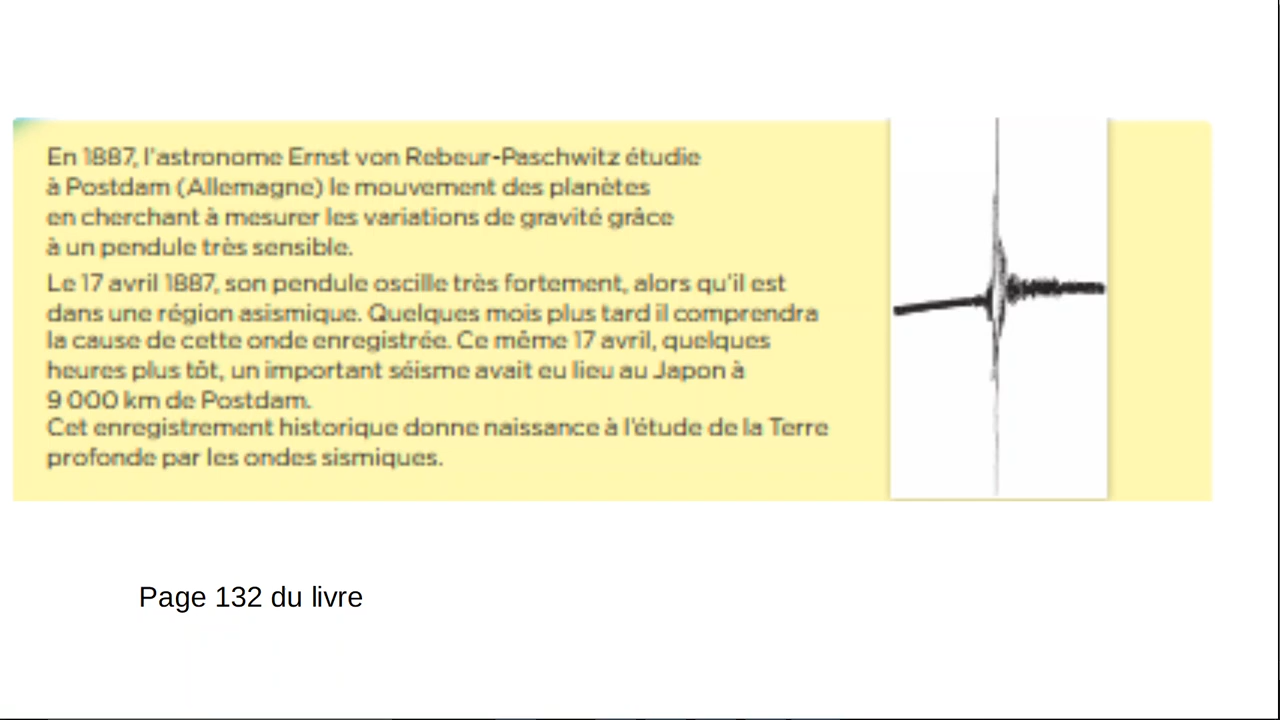 En 1887, l'astronome Ernst von Rebeur-Paschwitz étudie
à Postdam (Allemagne) le mouvement des planètes
en cherchant à mesurer les variations de gravité grâce
à un pendule très sensible.
Le 17 avril 1887, son pendule oscille très fortement, alors qu'il est
dans une région asismique. Quelques mois plus tard il comprendra
la cause de cette onde enregistrée. Ce même 17 avril, quelques
heures plus tôt, un important séisme avait eu lieu au Japon à
9 000 km de Postdam.
Cet enregistrement historique donne naissance à l'étude de la Terre
profonde par les ondes sismiques.
Page 132 du livre